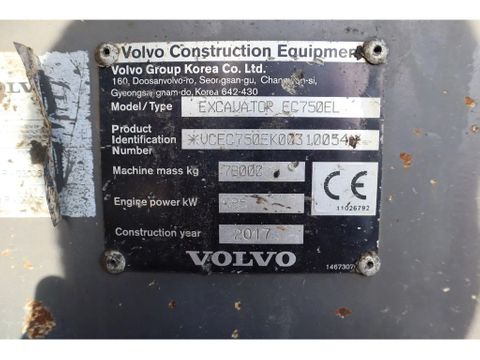 Volvo Construction Equipment
Volvo Group Korea Co. Ltd.
160, Doosanvolvo-ro, Seongsan-gu, Changwon-si,
Gyeongsangnam-do, Korea 642-430
Model/Type EXCAVATOR EC750EL
Product
Identification *VCEC750EK00310054*
Number
Machine mass kg
Engine power kW
CE
11026792
Construction year 2017
VOLVO